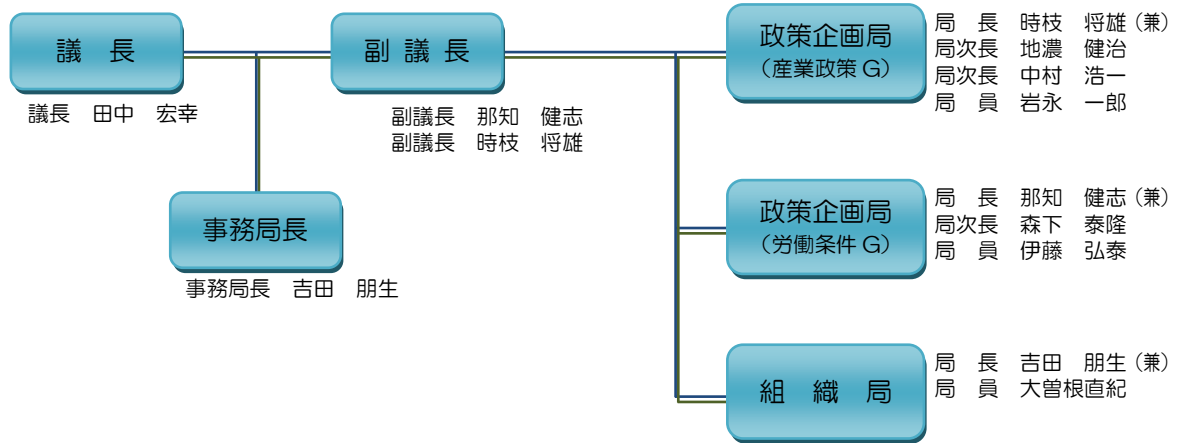 議　長
議長　田中　宏幸
副 議 長
副議長　那知　健志
副議長　時枝　将雄
事務局長
事務局長　吉田　朋生
政策企画局
（産業政策 G）
局　長　時枝　将雄（兼）
局次長　地濃　健治
局次長　中村　浩一
局　員　岩永　一郎
政策企画局
（労働条件 G）
局　長　那知　健志（兼）
局次長　森下　泰隆
局　員　伊藤　弘泰
組　織　局
局　長　吉田　朋生（兼）
局　員　大曽根直紀